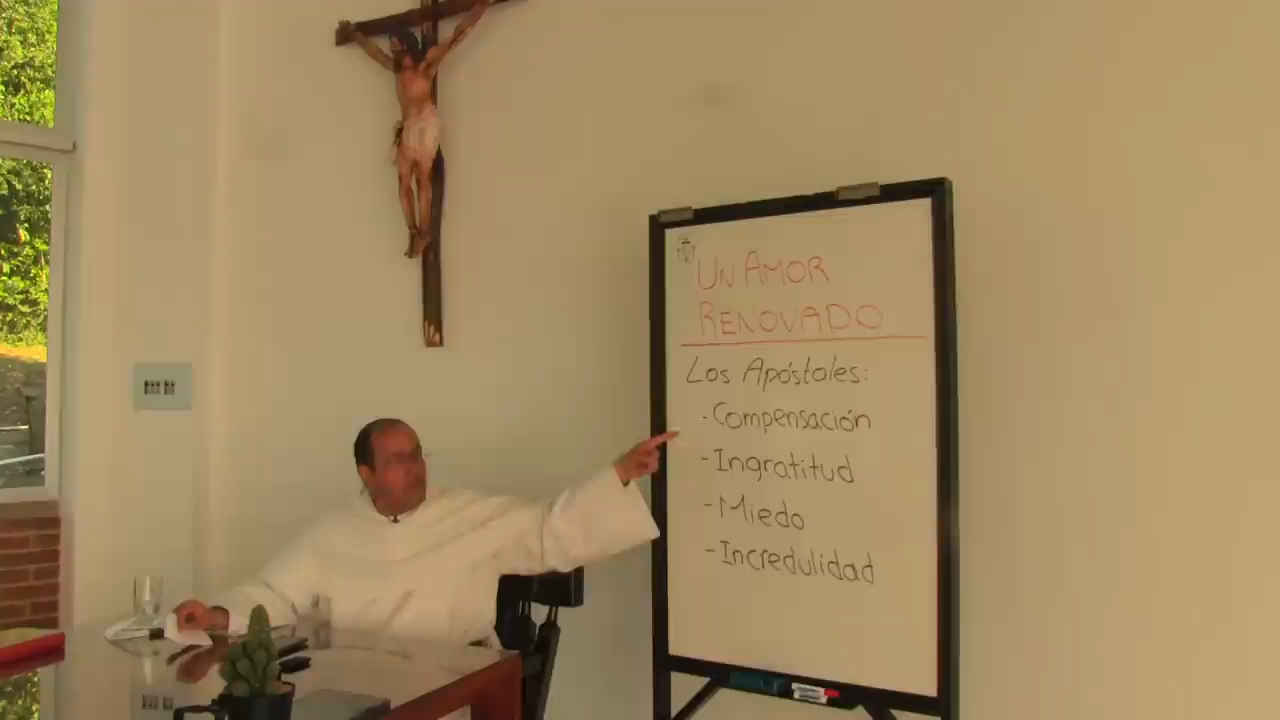 UN AMOR
RENOVADO
Los Apóstoles:
- Compensación
- Ingratitud
- Miedo
- Incredulidad